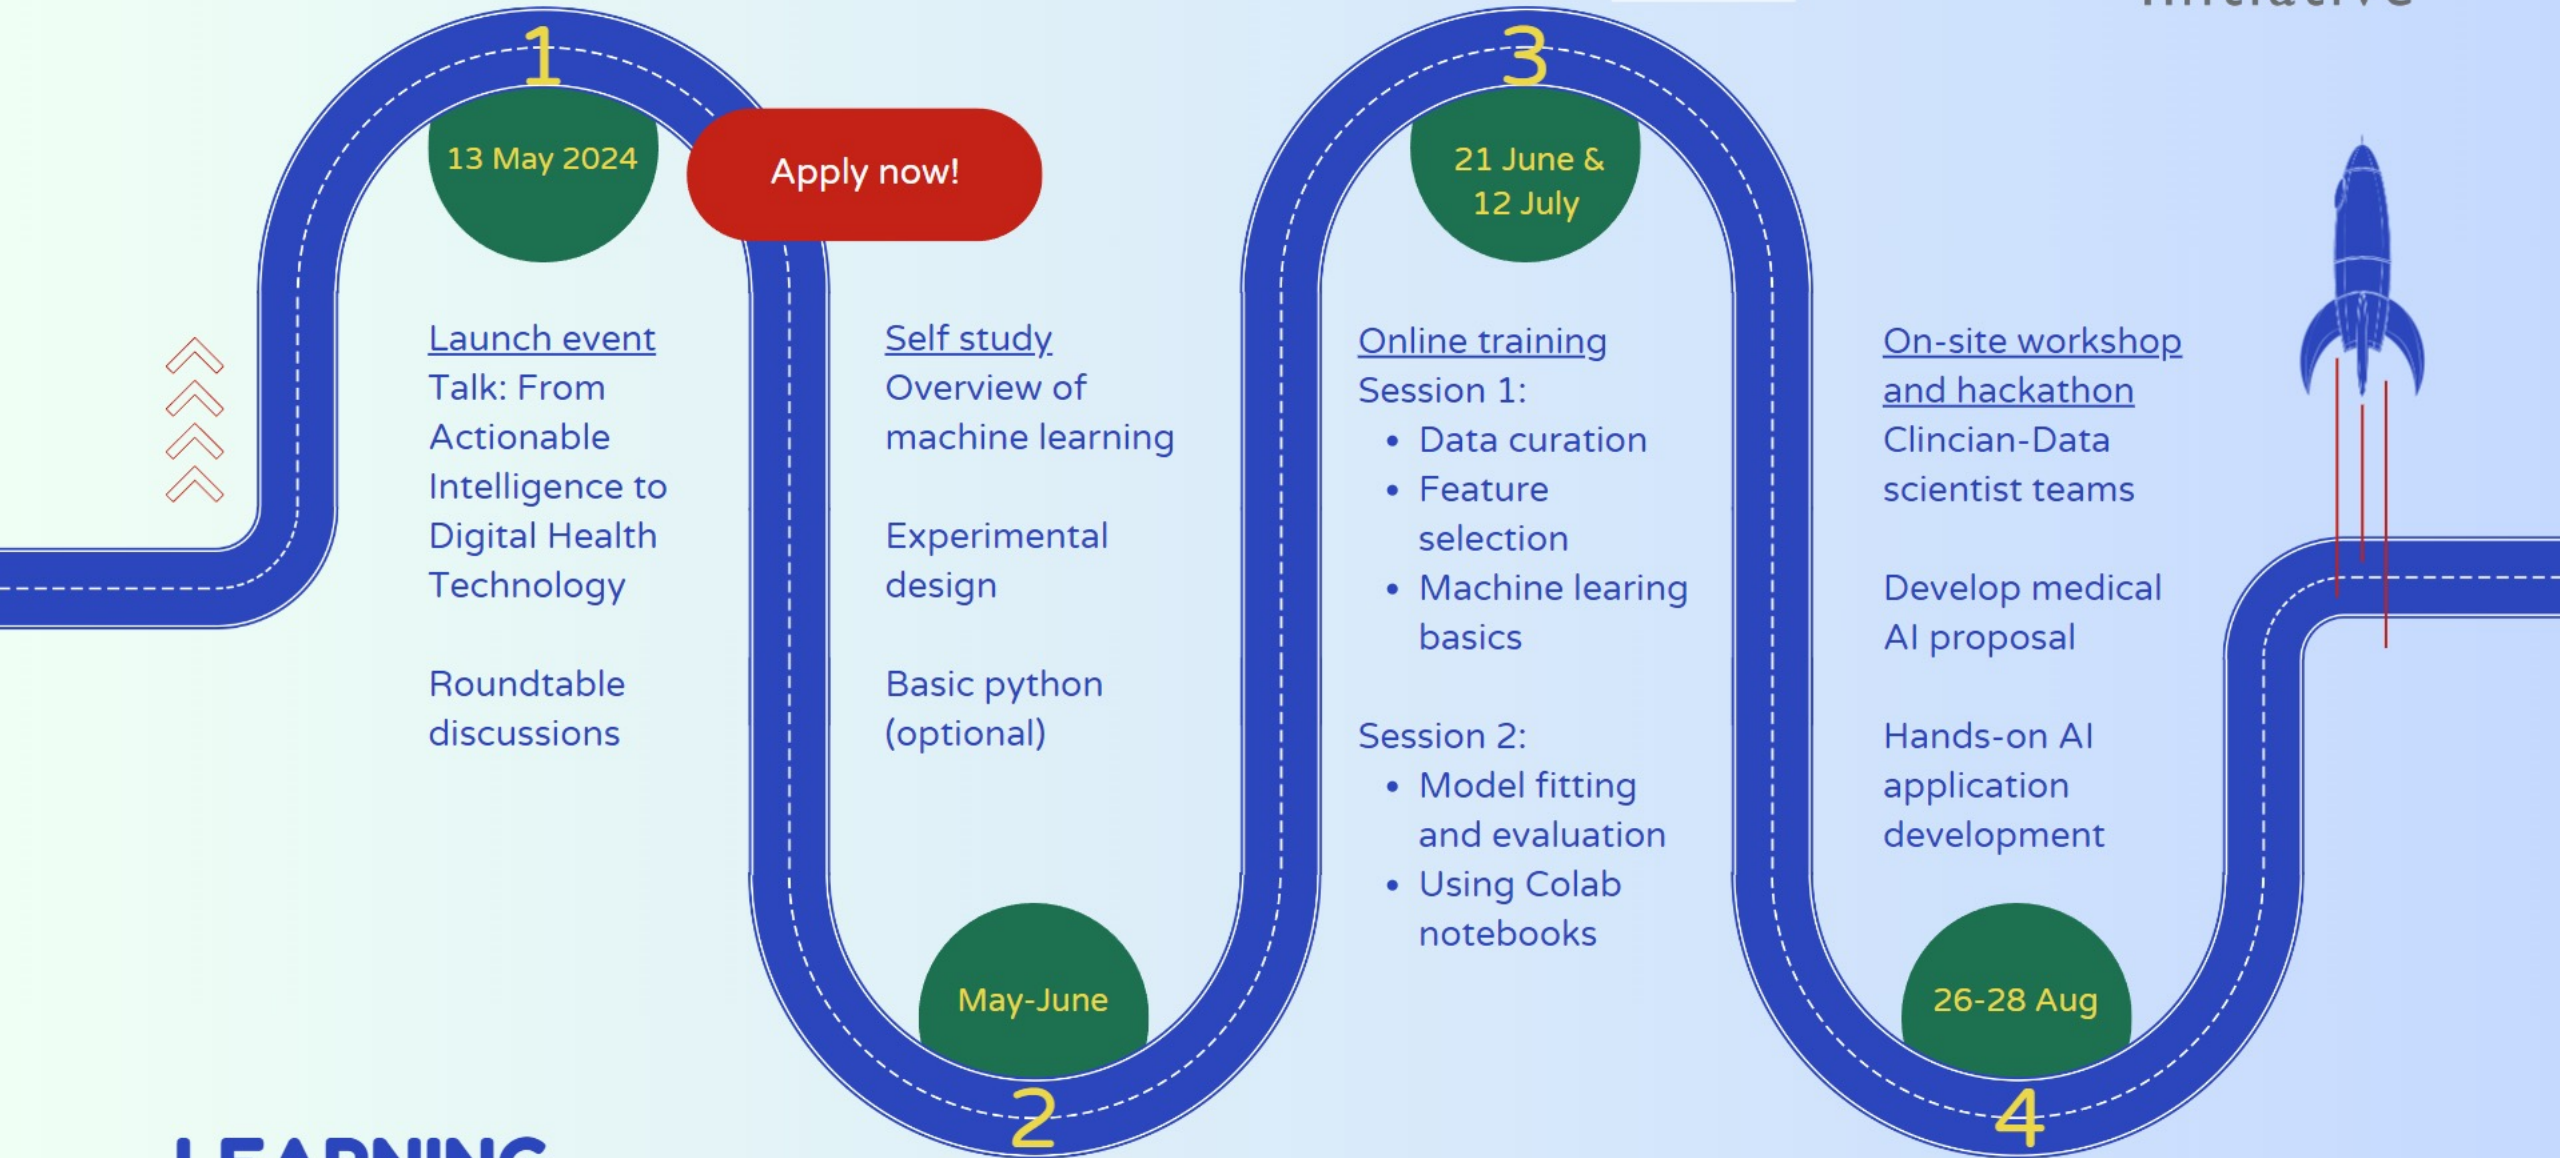 initiative
1
13 May 2024
Apply now!
Launch event
Talk: From
Actionable
Intelligence to
Digital Health
Technology
Roundtable
discussions
Self study
Overview of
machine learning
Experimental
design
Basic python
(optional)
May-June
2
3
21 June &
12 July
Online training
Session 1:
• Data curation
• Feature
selection
• Machine learing
basics
Session 2:
• Model fitting
and evaluation
• Using Colab
notebooks
On-site workshop
and hackathon
Clincian-Data
scientist teams
Develop medical
AI proposal
Hands-on AI
application
development
26-28 Aug
4
LEARNING